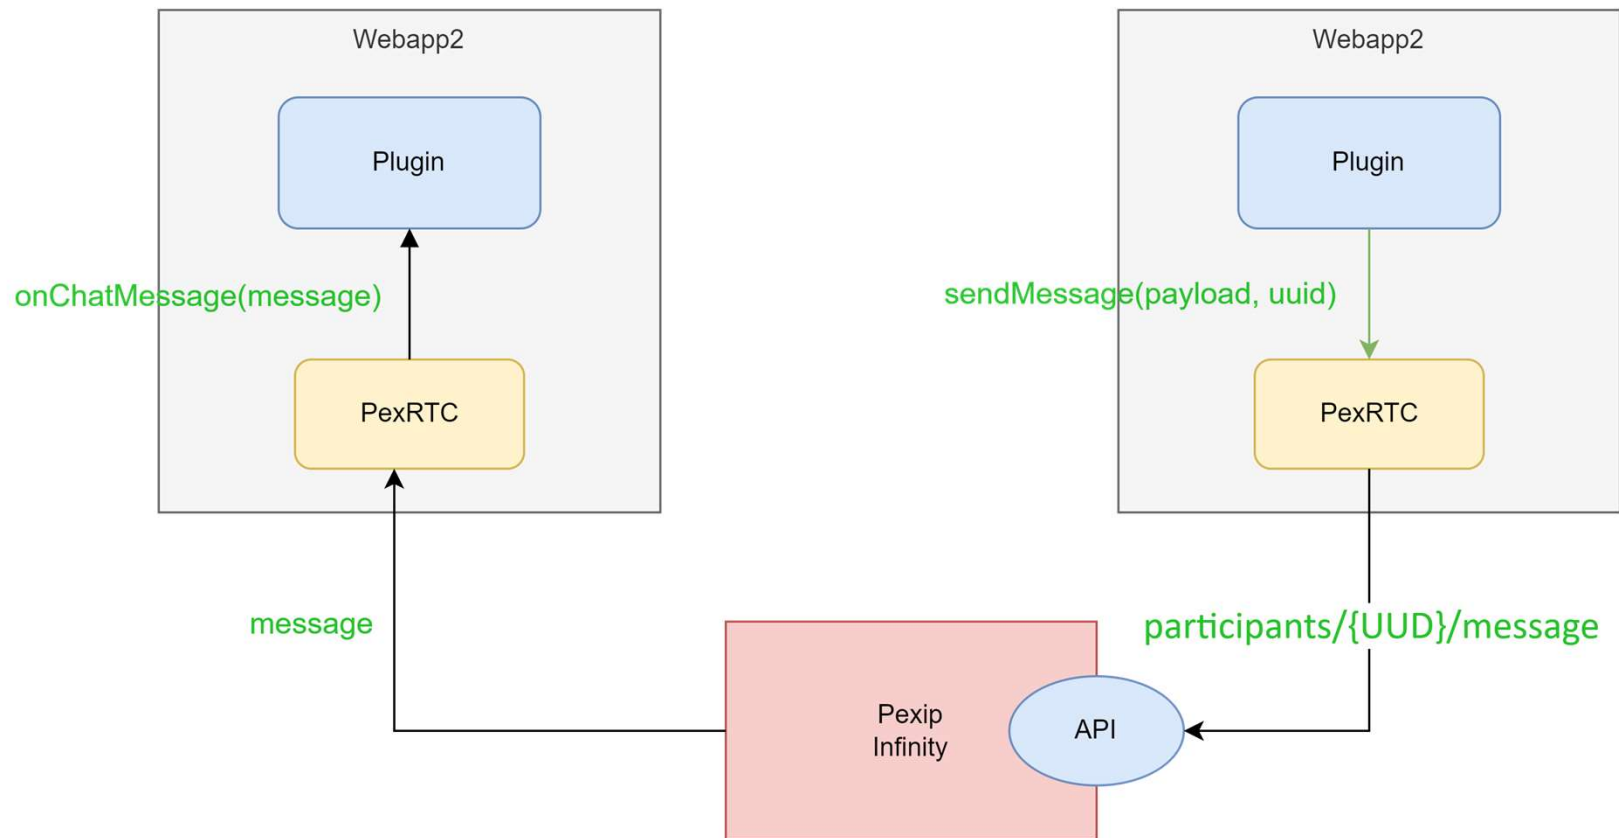 Webapp2
Webapp2
Plugin
Plugin
onChatMessage(message)
sendMessage(payload, uuid)
PexRTC
PexRTC
message
participants/{UUD}/message
Pexip
Infinity
API